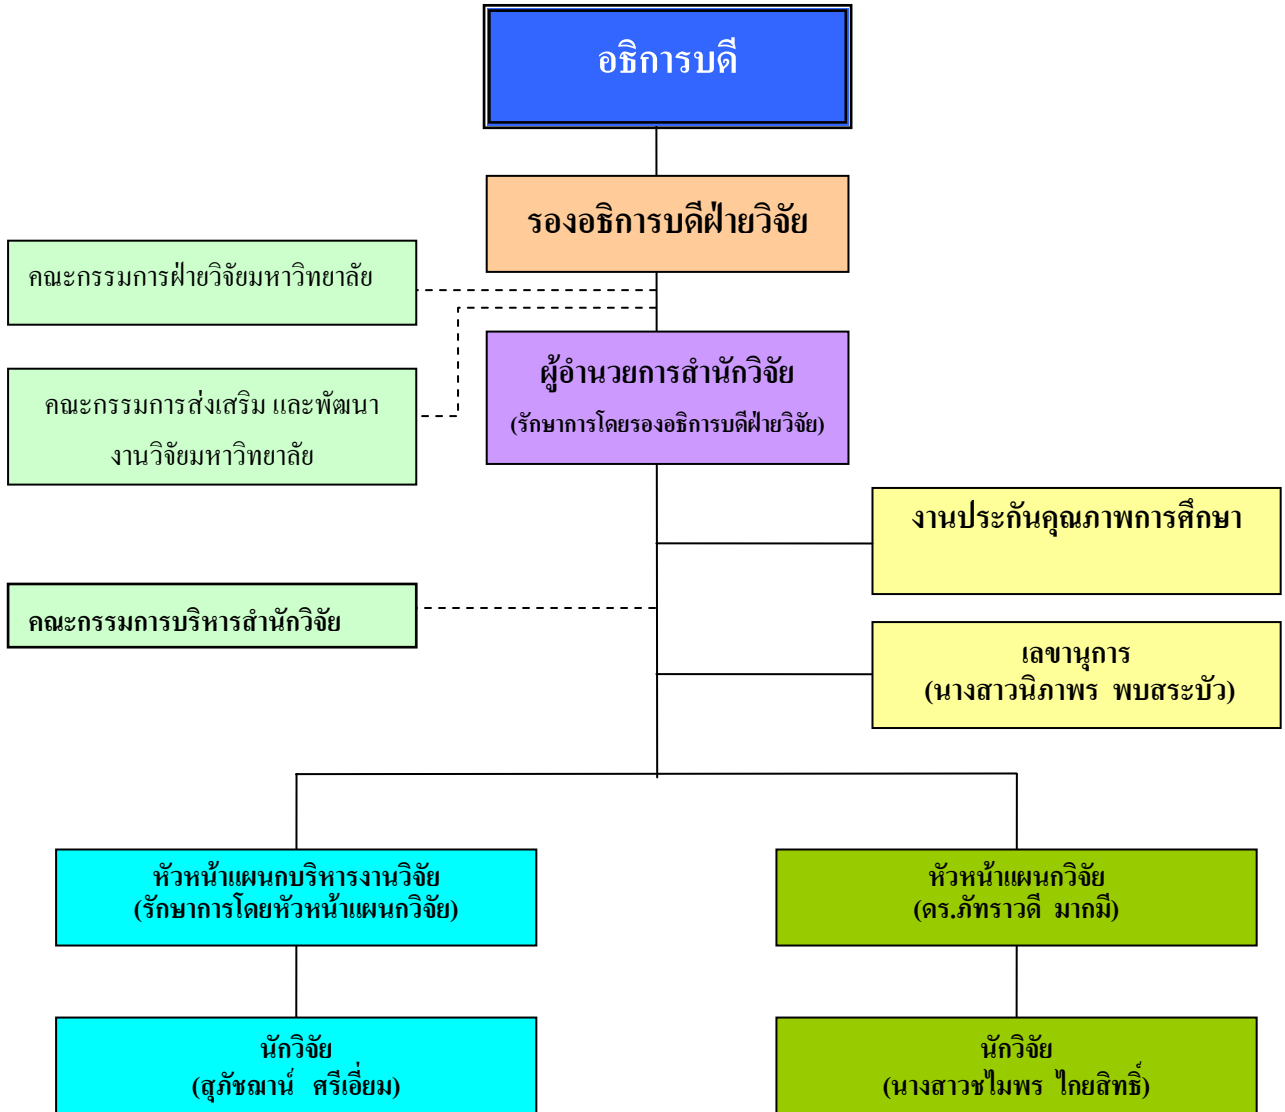 อธิการบดี
รองอธิการบดีฝ่ายวิจัย
คณะกรรมการฝ่ายวิจัยมหาวิทยาลัย
ผู้อำนวยการสำนักวิจัย
(รักษาการโดยรองอธิการบดีฝ่ายวิจัย)
คณะกรรมการส่งเสริม และพัฒนา
งานวิจัยมหาวิทยาลัย
งานประกันคุณภาพการศึกษา
คณะกรรมการบริหารสำนักวิจัย
เลขานุการ
(นางสาวนิภาพร พบสระบัว)
หัวหน้าแผนกบริหารงานวิจัย
(รักษาการโดยหัวหน้าแผนกวิจัย)
หัวหน้าแผนกวิจัย
(ดร.ภัทราวดี มากมี)
นักวิจัย
(สุภัชฌาน์ ศรีเอี่ยม)
นักวิจัย
(นางสาวชไมพร ไกยสิทธิ์)